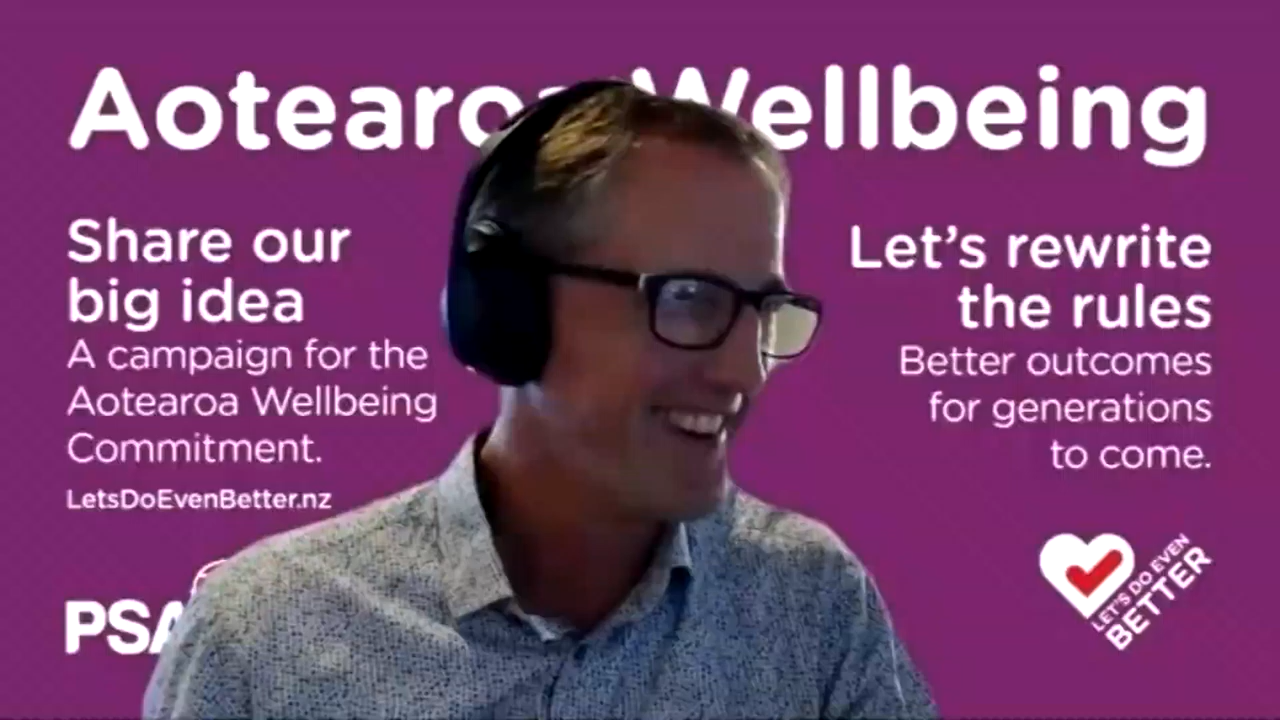 Aotearoa Wellbeing
Share our
big idea
A campaign for the
Aotearoa Wellbeing
Commitment.
LetsDoEvenBetter.nz
PSA
Let's rewrite
the rules
Better outcomes
for generations
to come.
LET'S DO EVEN
BETTER